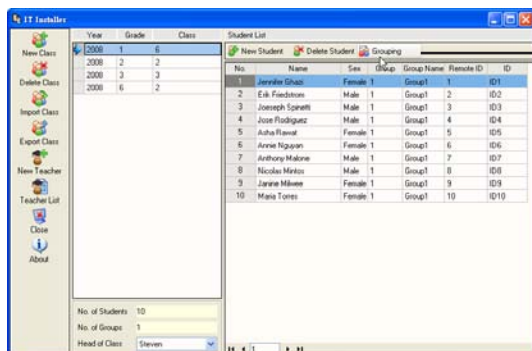 IT Installer
New Class
Delete Class
Import Class
Export Class
New Teacher
Teacher List
Close
About
Year Grade Class
2008 1 6
2008 2 2
2008 3 3
2008 6 2
No. of Students 10
No. of Groups 1
Head of Class Steven
Student List
New Student Delete Student Grouping
No. Name Sex Group Group Name Remote ID ID
1 Jennifer Ghazi Female 1 Group1 1 ID1
2 Erik Friedstrom Male 1 Group1 2 ID2
3 Joeseph Spinetti Male 1 Group1 3 ID3
4 Jose Rodriguez Male 1 Group1 4 ID4
5 Asha Rawat Female 1 Group1 5 ID5
6 Annie Nguyan Female 1 Group1 6 ID6
7 Anthony Malone Male 1 Group1 7 ID7
8 Nicolas Mintos Male 1 Group1 8 ID8
9 Janine Milwee Female 1 Group1 9 ID9
10 Maria Torres Female 1 Group1 10 ID10
1